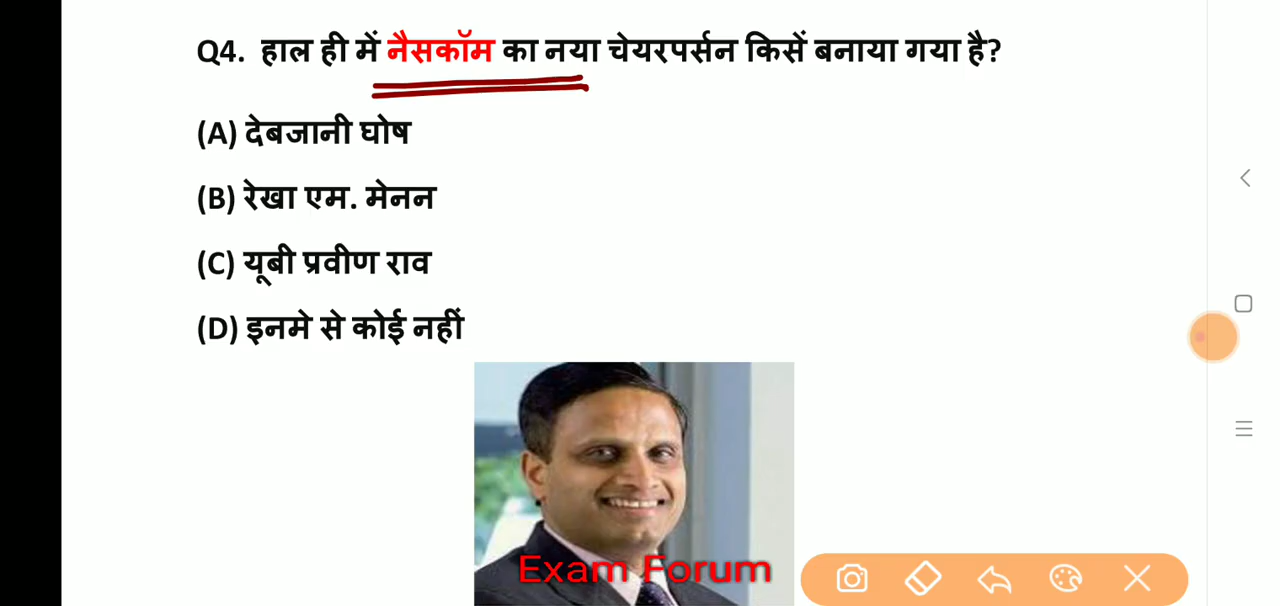 Q4. हाल ही में नैसकॉम का नया चेयरपर्सन किसें बनाया गया है?
(A) देबजानी घोष
(B) रेखा एम. मेनन
(C) यूबी प्रवीण राव
(D) इनमे से कोई नहीं
Exam Forum